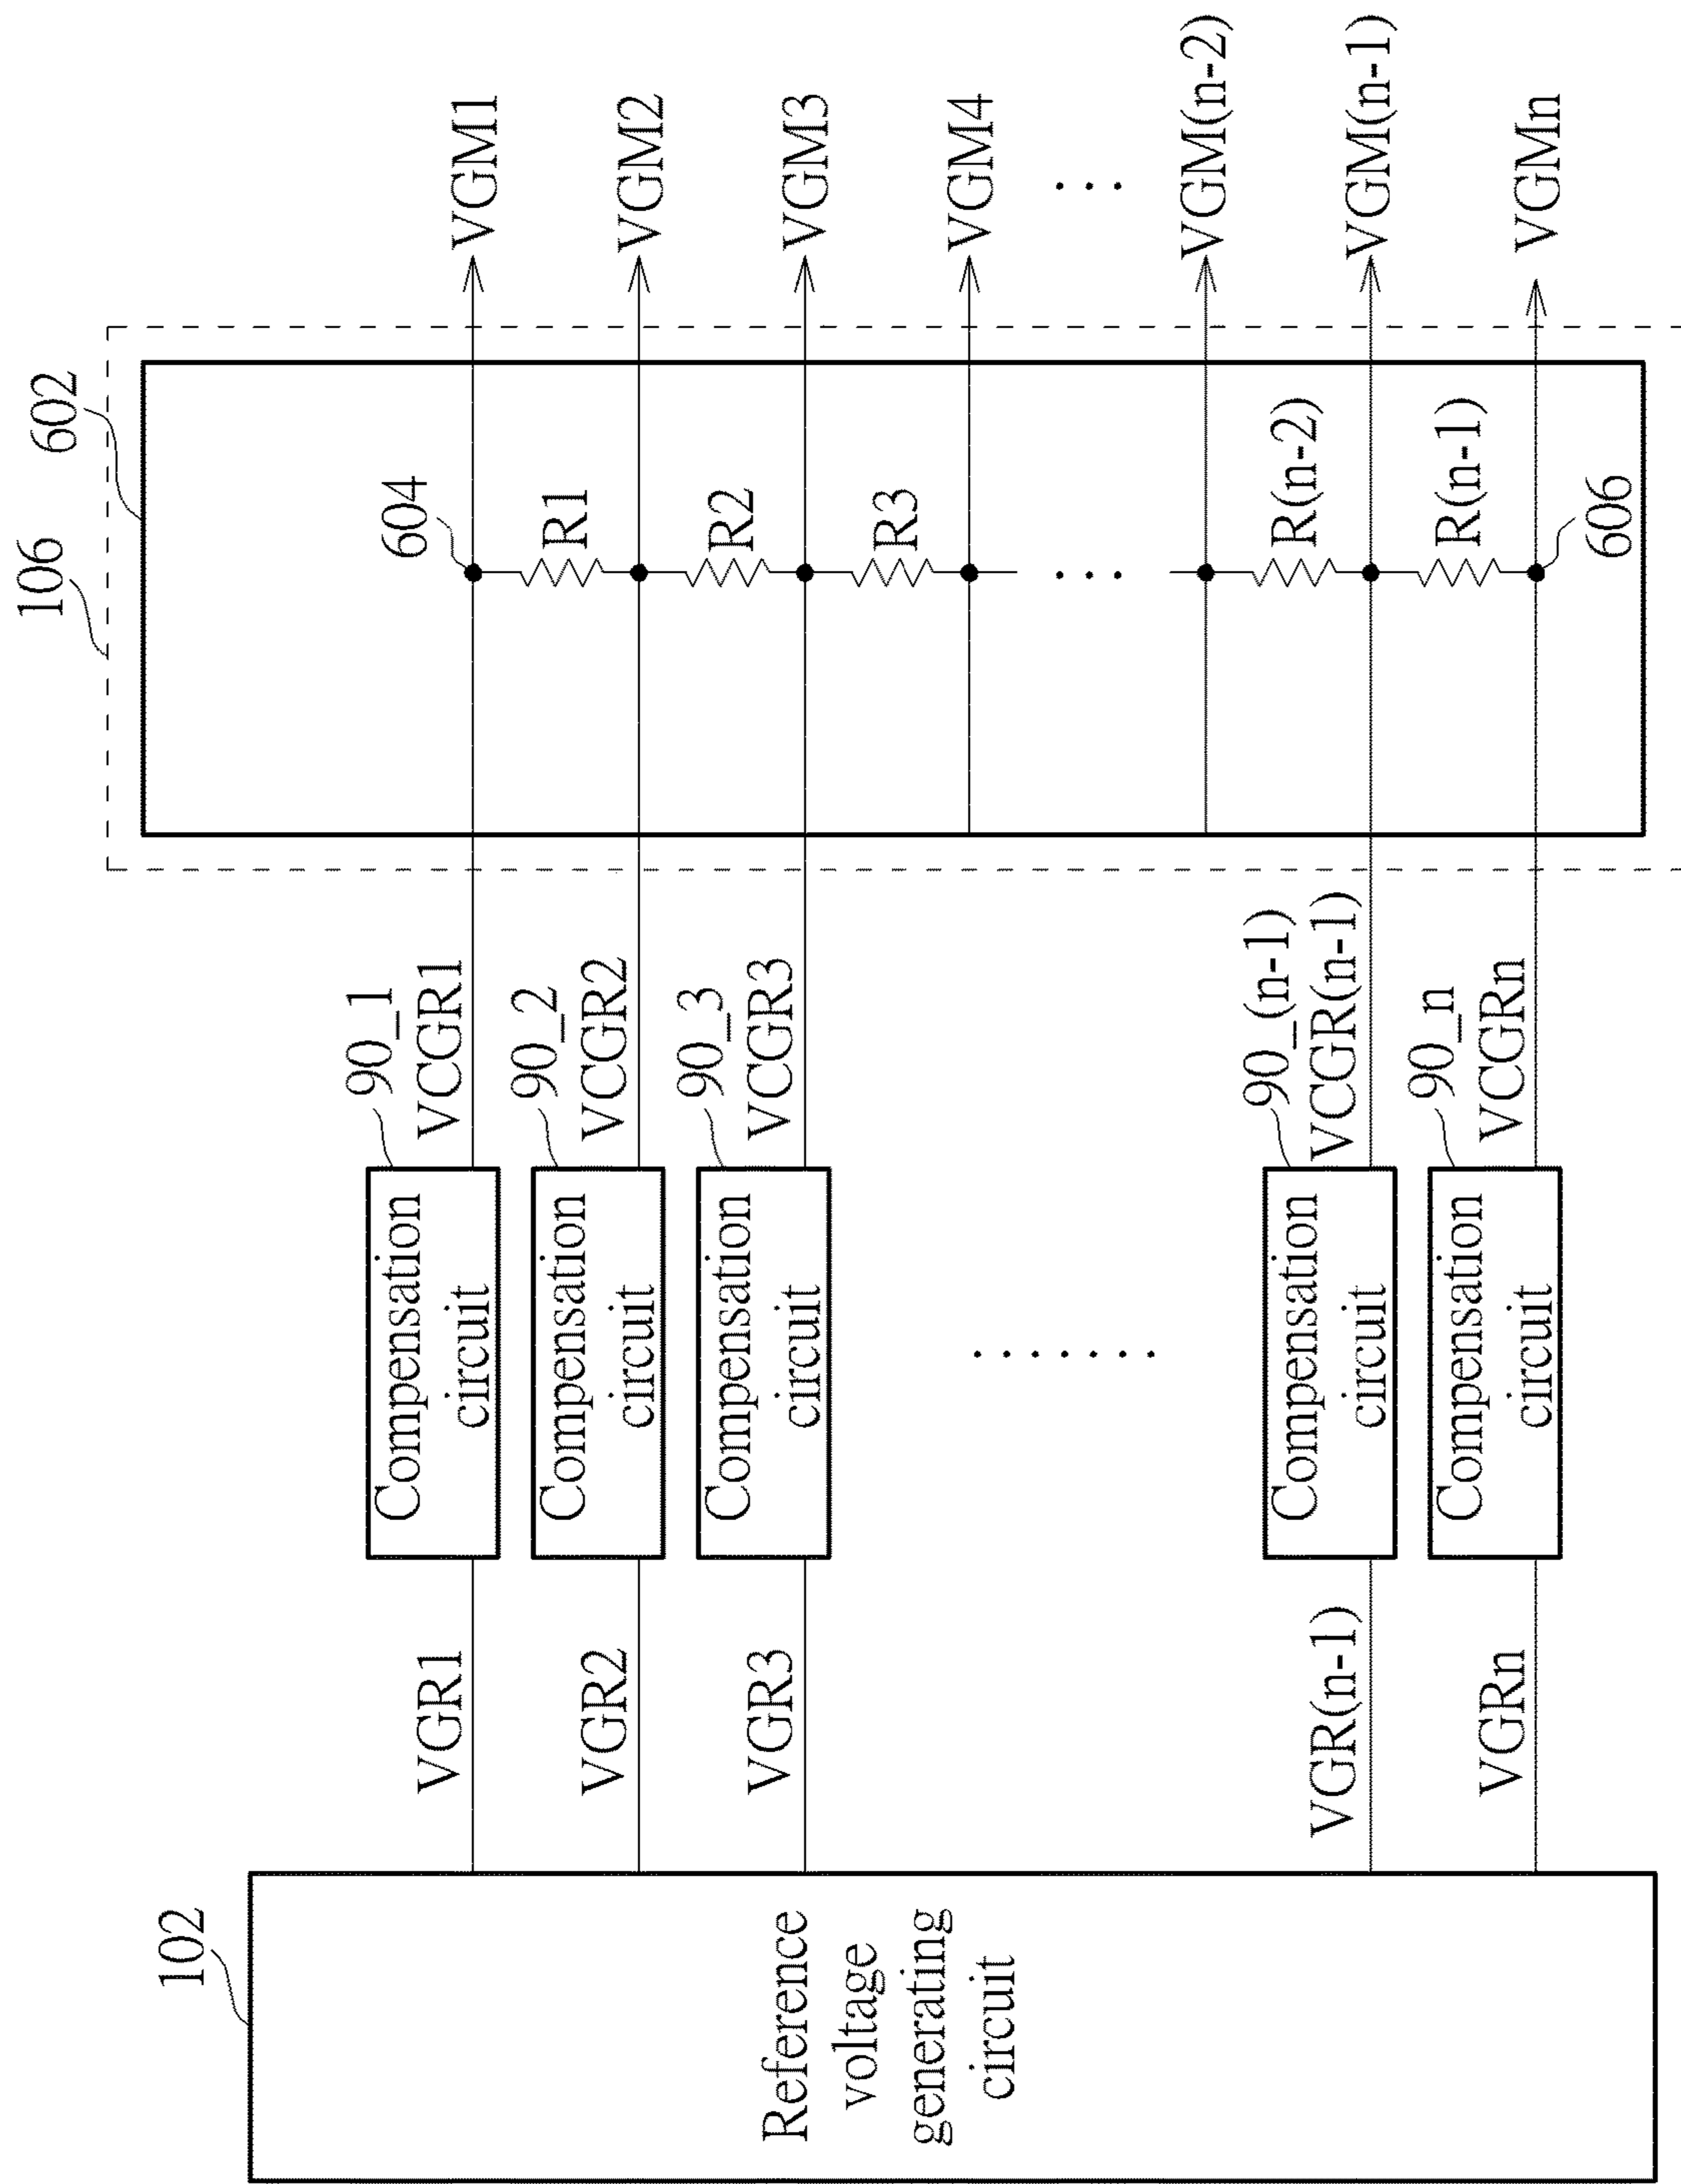 102
Reference
voltage
generating
circuit
VGR1
VGR2
VGR3
VGR(n-1)
VGRn
Compensation
circuit
90_1
VCGR1
Compensation
circuit
90_2
VCGR2
Compensation
circuit
90_3
VCGR3
.......
Compensation
circuit
90_(n-1)
VCGR(n-1)
Compensation
circuit
90_n
VCGRn
106
602
604
R1
R2
R3
...
R(n-2)
R(n-1)
606
VGM1
VGM2
VGM3
VGM4
...
VGM(n-2)
VGM(n-1)
VGMn